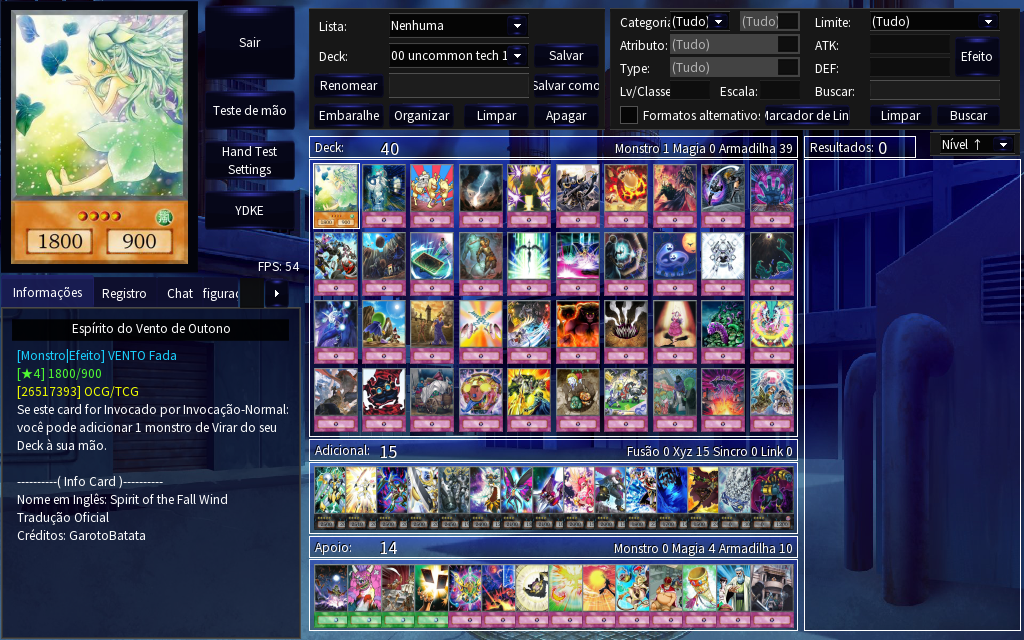 1800 900
Sair
Teste de mão
Hand Test
Settings
YDKE
FPS: 54
Lista:
Nenhuma
Deck:
00 uncommon tech 1
Salvar
Renomear
Salvar como
Embaralhe
Organizar
Limpar
Apagar
Categoria
(Tudo)
(Tudo)
Limite:
(Tudo)
Atributo:
(Tudo)
ATK:
Efeito
Type:
(Tudo)
DEF:
Lv/Classe
Escala:
Buscar:
Formatos alternativos
Marcador de Lin
Limpar
Buscar
Deck: 40
Monstro 1 Magia 0 Armadilha 39
Resultados: 0
Nível ↑
Informações
Registro
Chat
figurac
Espírito do Vento de Outono
[Monstro|Efeito] VENTO Fada
[★4] 1800/900
[26517393] OCG/TCG
Se este card for Invocado por Invocação-Normal:
você pode adicionar 1 monstro de Virar do seu
Deck à sua mão.
----------( Info Card )----------
Nome em Inglês: Spirit of the Fall Wind
Tradução Oficial
Créditos: GarotoBatata
Adicional: 15
Fusão 0 Xyz 15 Sincro 0 Link 0
Apoio: 14
Monstro 0 Magia 4 Armadilha 10